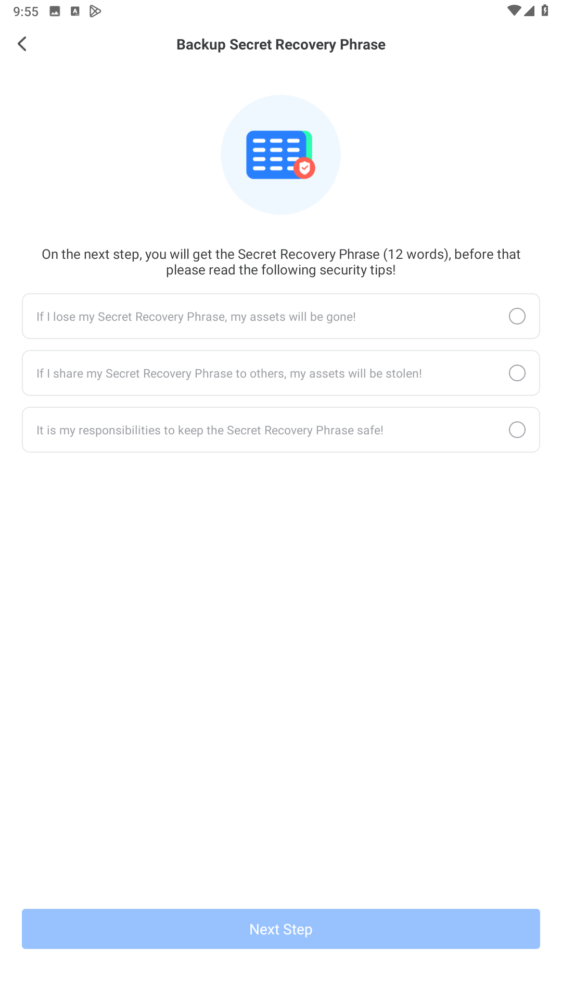 9:55
Backup Secret Recovery Phrase
On the next step, you will get the Secret Recovery Phrase (12 words), before that
please read the following security tips!
If I lose my Secret Recovery Phrase, my assets will be gone!
If I share my Secret Recovery Phrase to others, my assets will be stolen!
It is my responsibilities to keep the Secret Recovery Phrase safe!
Next Step